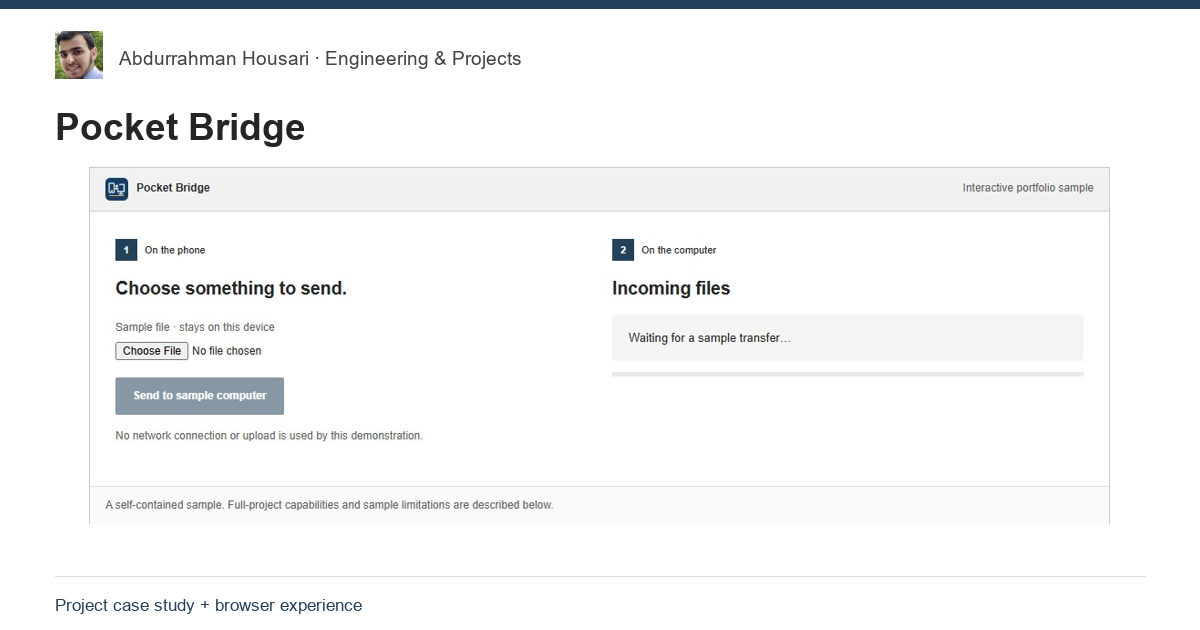 Abdurrahman Housari · Engineering & Projects
Pocket Bridge
Pocket Bridge
Interactive portfolio sample
1 On the phone
Choose something to send.
Sample file · stays on this device
Choose File No file chosen
Send to sample computer
No network connection or upload is used by this demonstration.
2 On the computer
Incoming files
Waiting for a sample transfer...
A self-contained sample. Full-project capabilities and sample limitations are described below.
Project case study + browser experience